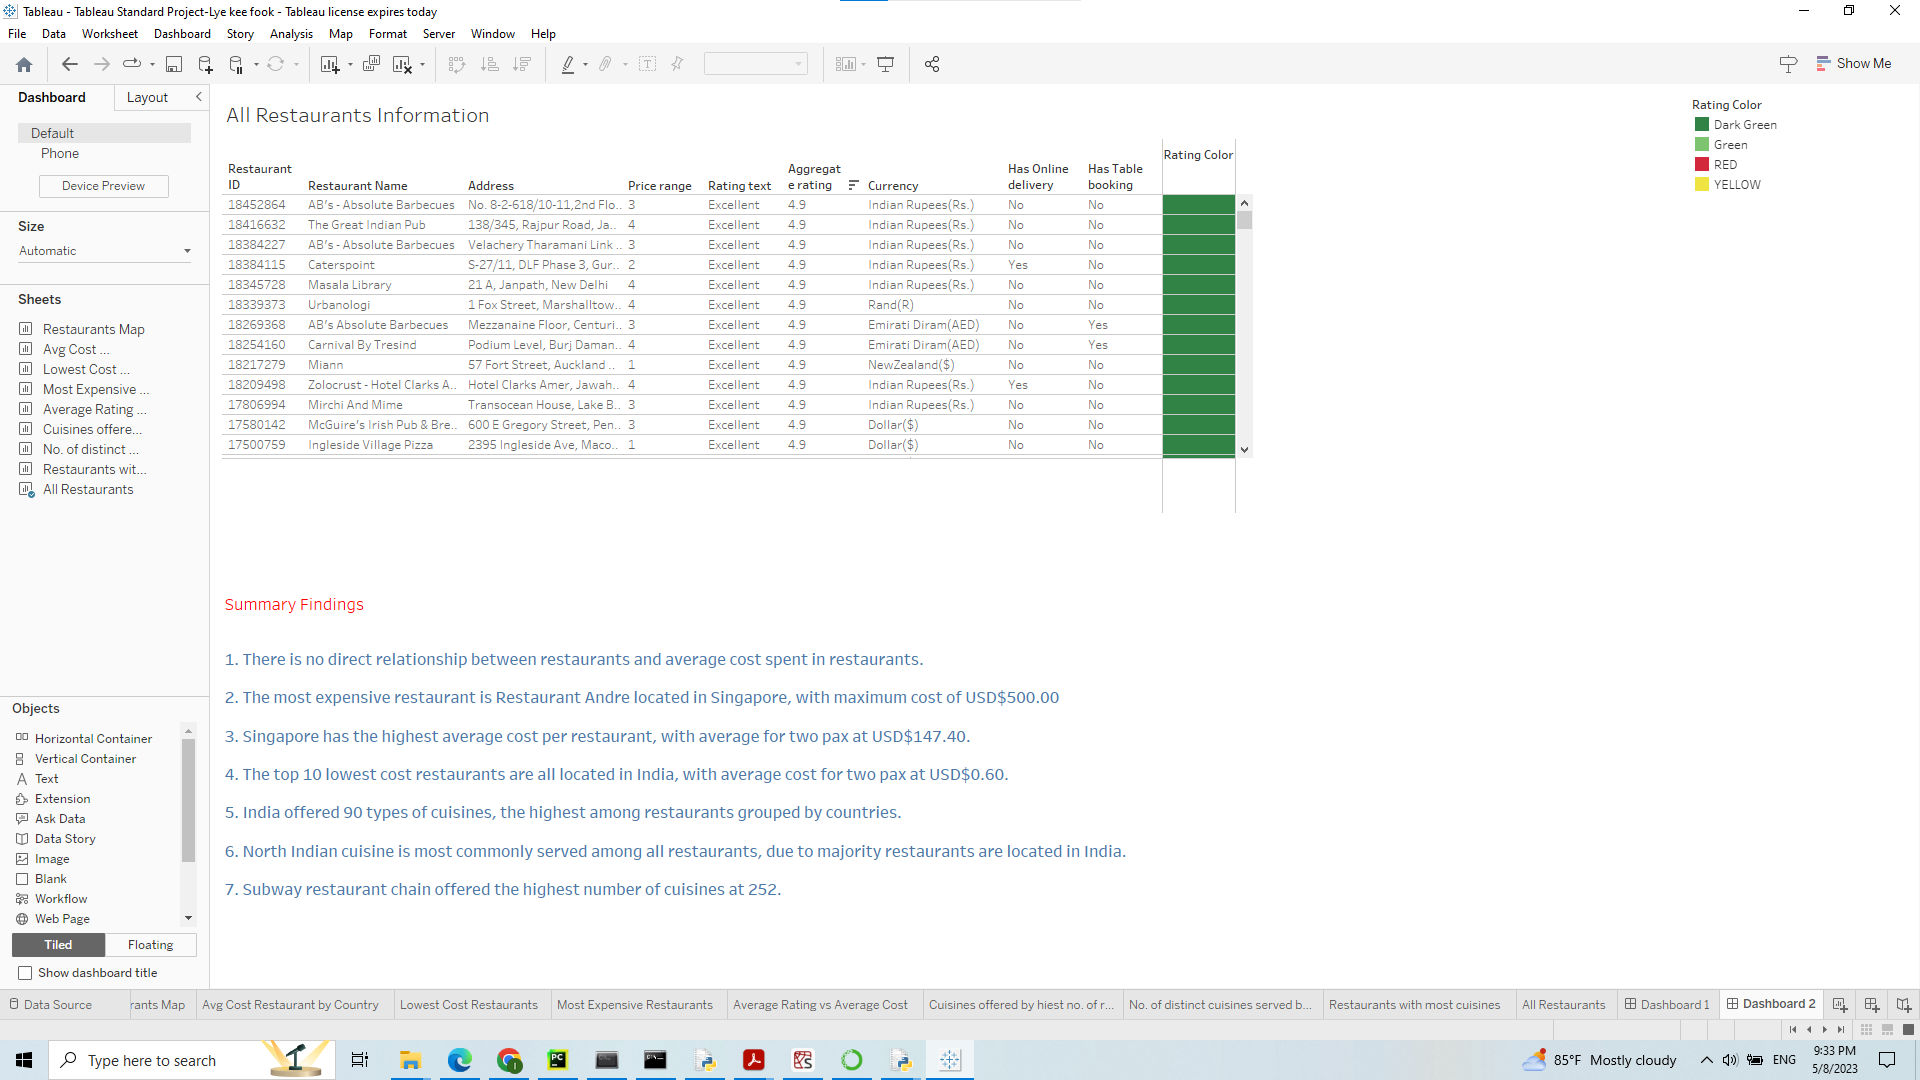 Tableau - Tableau Standard Project-Lye kee fook - Tableau license expires today
File Data Worksheet Dashboard Story Analysis Map Format Server Window Help
Show Me
Dashboard Layout
Default
Phone
Device Preview
Size
Automatic
Sheets
Restaurants Map
Avg Cost ...
Lowest Cost ...
Most Expensive ...
Average Rating ...
Cuisines offere...
No. of distinct ...
Restaurants wit...
All Restaurants
Objects
Horizontal Container
Vertical Container
Text
Extension
Ask Data
Data Story
Image
Blank
Workflow
Web Page
Tiled Floating
Show dashboard title
All Restaurants Information
Restaurant ID Restaurant Name Address Price range Rating text Aggregat e rating Currency Has Online delivery Has Table booking Rating Color
18452864 AB's - Absolute Barbecues No. 8-2-618/10-11,2nd Flo.. 3 Excellent 4.9 Indian Rupees(Rs.) No No
18416632 The Great Indian Pub 138/345, Rajpur Road, Ja.. 4 Excellent 4.9 Indian Rupees(Rs.) No No
18384227 AB's - Absolute Barbecues Velachery Tharamani Link .. 3 Excellent 4.9 Indian Rupees(Rs.) No No
18384115 Caterspoint S-27/11, DLF Phase 3, Gur.. 2 Excellent 4.9 Indian Rupees(Rs.) Yes No
18345728 Masala Library 21 A, Janpath, New Delhi 4 Excellent 4.9 Indian Rupees(Rs.) No No
18339373 Urbanologi 1 Fox Street, Marshalltow.. 4 Excellent 4.9 Rand(R) No No
18269368 AB's Absolute Barbecues Mezzanaine Floor, Centuri.. 3 Excellent 4.9 Emirati Diram(AED) No Yes
18254160 Carnival By Tresind Podium Level, Burj Daman.. 4 Excellent 4.9 Emirati Diram(AED) No Yes
18217279 Miann 57 Fort Street, Auckland .. 1 Excellent 4.9 NewZealand($) No No
18209498 Zolocrust - Hotel Clarks A.. Hotel Clarks Amer, Jawah.. 4 Excellent 4.9 Indian Rupees(Rs.) Yes No
17806994 Mirchi And Mime Transocean House, Lake B.. 3 Excellent 4.9 Indian Rupees(Rs.) No No
17580142 McGuire's Irish Pub & Bre.. 600 E Gregory Street, Pen.. 3 Excellent 4.9 Dollar($) No No
17500759 Ingleside Village Pizza 2395 Ingleside Ave, Maco.. 1 Excellent 4.9 Dollar($) No No
Rating Color
Dark Green
Green
RED
YELLOW
Summary Findings
1. There is no direct relationship between restaurants and average cost spent in restaurants.
2. The most expensive restaurant is Restaurant Andre located in Singapore, with maximum cost of USD$500.00
3. Singapore has the highest average cost per restaurant, with average for two pax at USD$147.40.
4. The top 10 lowest cost restaurants are all located in India, with average cost for two pax at USD$0.60.
5. India offered 90 types of cuisines, the highest among restaurants grouped by countries.
6. North Indian cuisine is most commonly served among all restaurants, due to majority restaurants are located in India.
7. Subway restaurant chain offered the highest number of cuisines at 252.
Data Source rants Map Avg Cost Restaurant by Country Lowest Cost Restaurants Most Expensive Restaurants Average Rating vs Average Cost Cuisines offered by hiest no. of r... No. of distinct cuisines served b... Restaurants with most cuisines All Restaurants Dashboard 1 Dashboard 2
Type here to search
85°F Mostly cloudy ENG 9:33 PM
5/8/2023